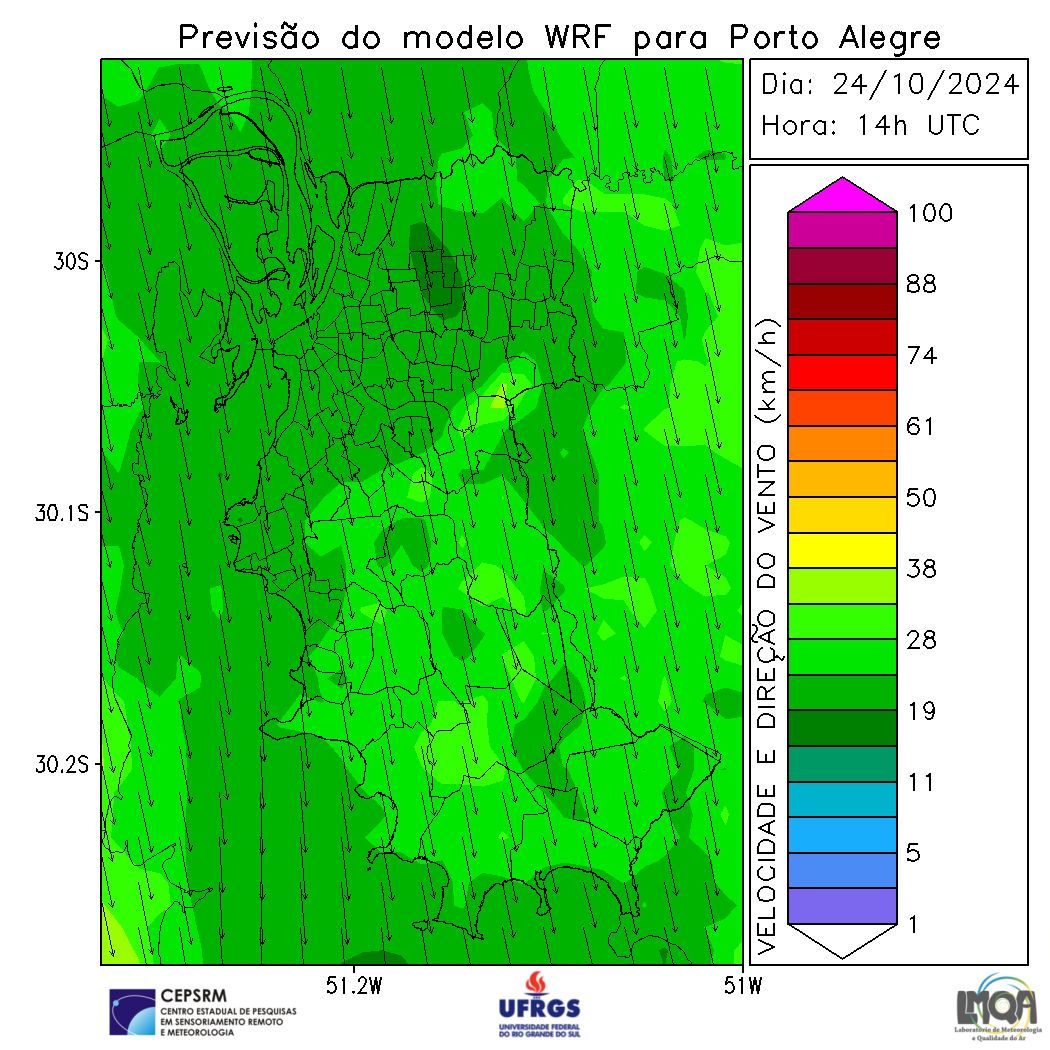 Previsão do modelo WRF para Porto Alegre
Dia: 24/10/2024
Hora: 14h UTC
30S
30.1S
30.2S
51.2W
51W
VELOCIDADE E DIREÇÃO DO VENTO (km/h)
100
88
74
61
50
38
28
19
11
5
1
CEPSRM
CENTRO ESTADUAL DE PESQUISAS
EM SENSORIAMENTO REMOTO
E METEOROLOGIA
UFRGS
UNIVERSIDADE FEDERAL
DO RIO GRANDE DO SUL
LMQA
Laboratório de Meteorologia
e Qualidade do Ar